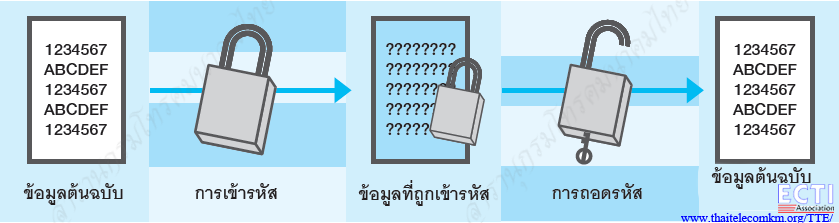 1234567
ABCDEF
1234567
ABCDEF
1234567
ข้อมูลต้นฉบับ
การเข้ารหัส
????????
????????
???????
??????
??????
ข้อมูลที่ถูกเข้ารหัส
การถอดรหัส
1234567
ABCDEF
1234567
ABCDEF
1234567
ข้อมูลต้นฉบับ
ECTI
Association
www.thaitelecomkm.org/TTE/